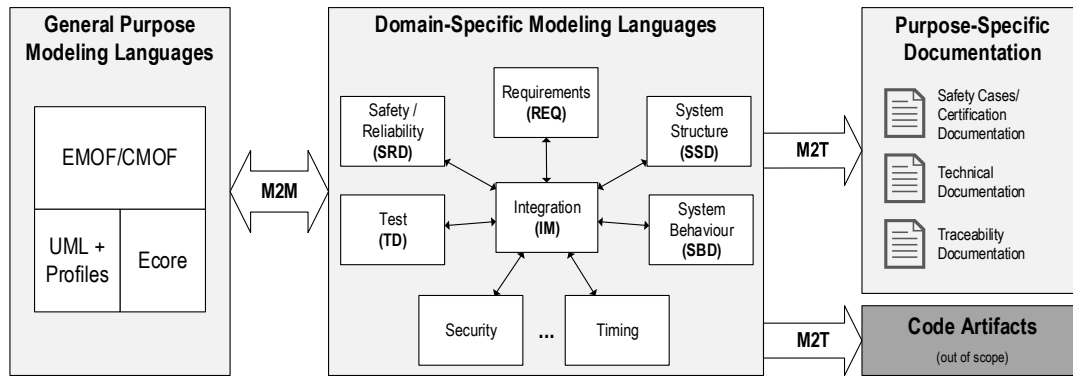 General Purpose
Modeling Languages
EMOF/CMOF
UML +
Profiles
Ecore
M2M
Domain-Specific Modeling Languages
Requirements
(REQ)
Safety /
Reliability
(SRD)
System
Structure
(SSD)
Integration
(IM)
Test
(TD)
System
Behaviour
(SBD)
Security
...
Timing
M2T
M2T
Purpose-Specific
Documentation
Safety Cases/
Certification
Documentation
Technical
Documentation
Traceability
Documentation
Code Artifacts
(out of scope)